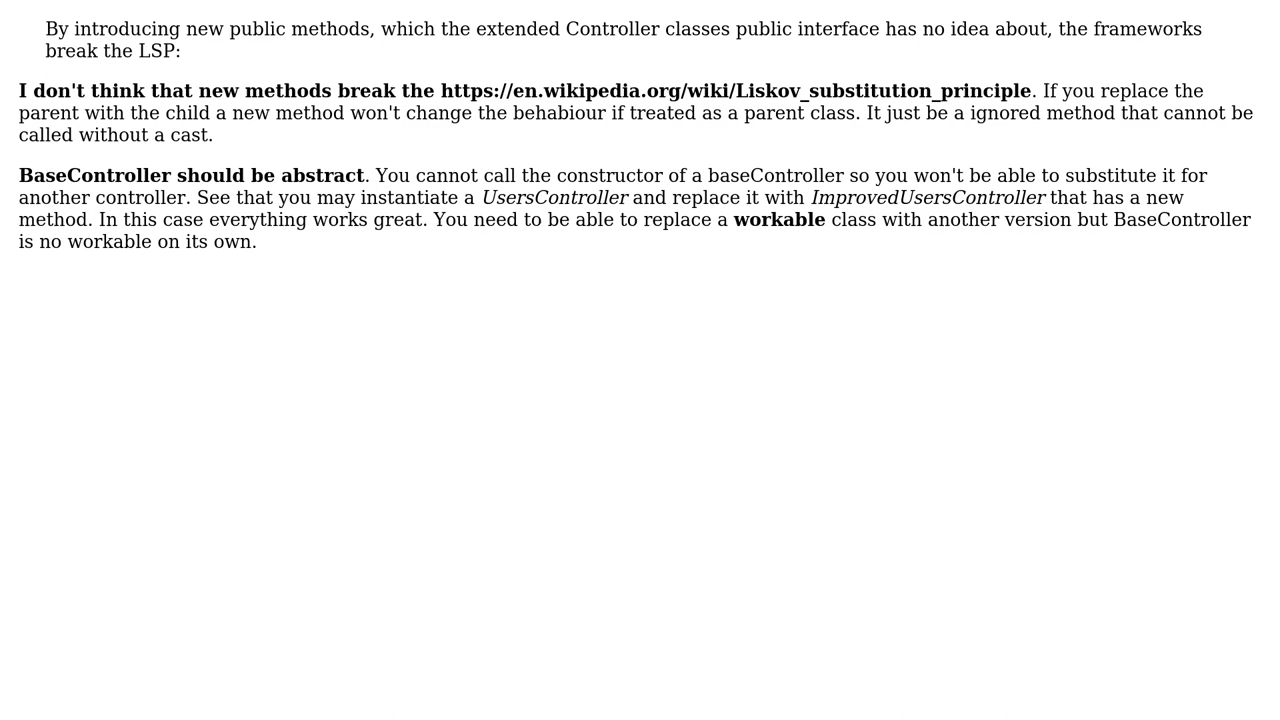 By introducing new public methods, which the extended Controller classes public interface has no idea about, the frameworks
break the LSP:
I don't think that new methods break the https://en.wikipedia.org/wiki/Liskov_substitution_principle. If you replace the
parent with the child a new method won't change the behabiour if treated as a parent class. It just be a ignored method that cannot be
called without a cast.
BaseController should be abstract. You cannot call the constructor of a baseController so you won't be able to substitute it for
another controller. See that you may instantiate a UsersController and replace it with ImprovedUsersController that has a new
method. In this case everything works great. You need to be able to replace a workable class with another version but BaseController
is no workable on its own.